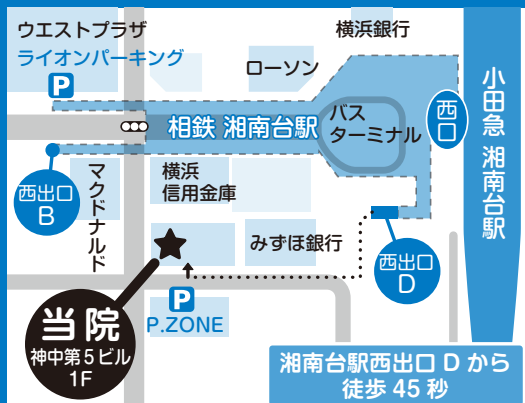 ウエストプラザ
ライオンパーキング
P
横浜銀行
ローソン
相鉄 湘南台駅
バス
ターミナル
西口
小田急 湘南台駅
西出口
B
マクドナルド
横浜
信用金庫
みずほ銀行
西出口
D
P
P.ZONE
当院
神中第5ビル
1F
湘南台駅西出口 D から
徒歩 45 秒